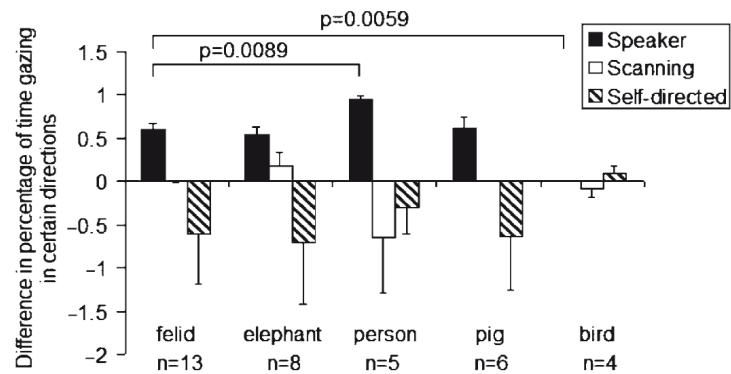 p=0.0059
p=0.0089
Speaker
Scanning
Self-directed
Difference in percentage of time gazing
in certain directions
1.5
1
0.5
0
−0.5
−1
−1.5
−2
felid
elephant
person
pig
bird
n=13
n=8
n=5
n=6
n=4